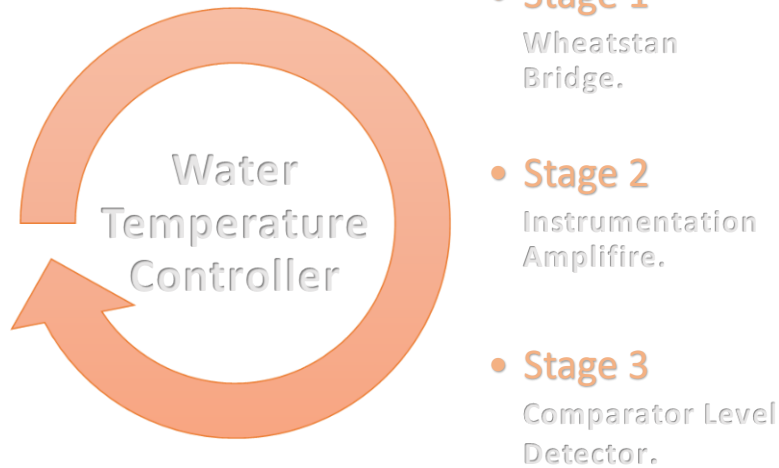 Water
Temperature
Controller
• Stage 1
Wheatstan
Bridge.
• Stage 2
Instrumentation
Amplifire.
• Stage 3
Comparator Level
Detector.